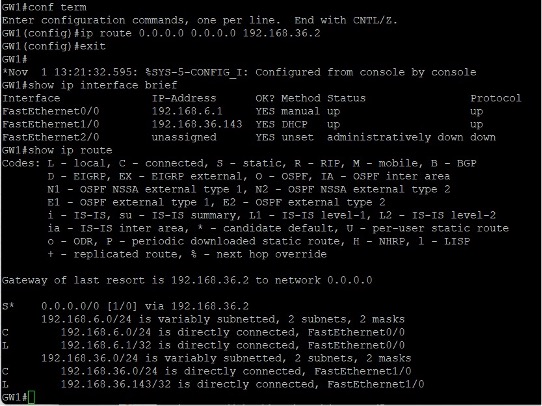 GW1#conf term
Enter configuration commands, one per line.  End with CNTL/Z.
GW1(config)#ip route 0.0.0.0 0.0.0.0 192.168.36.2
GW1(config)#exit
GW1#
*Nov  1 13:21:32.595: %SYS-5-CONFIG_I: Configured from console by console
GW1#show ip interface brief
Interface                  IP-Address      OK? Method Status                Protocol
FastEthernet0/0            192.168.6.1     YES manual up                    up
FastEthernet1/0            192.168.36.143  YES DHCP   up                    up
FastEthernet2/0            unassigned      YES unset  administratively down down
GW1#show ip route
Codes: L - local, C - connected, S - static, R - RIP, M - mobile, B - BGP
       D - EIGRP, EX - EIGRP external, O - OSPF, IA - OSPF inter area
       N1 - OSPF NSSA external type 1, N2 - OSPF NSSA external type 2
       E1 - OSPF external type 1, E2 - OSPF external type 2
       i - IS-IS, su - IS-IS summary, L1 - IS-IS level-1, L2 - IS-IS level-2
       ia - IS-IS inter area, * - candidate default, U - per-user static route
       o - ODR, P - periodic downloaded static route, H - NHRP, l - LISP
       + - replicated route, % - next hop override
Gateway of last resort is 192.168.36.2 to network 0.0.0.0
S*    0.0.0.0/0 [1/0] via 192.168.36.2
      192.168.6.0/24 is variably subnetted, 2 subnets, 2 masks
C        192.168.6.0/24 is directly connected, FastEthernet0/0
L        192.168.6.1/32 is directly connected, FastEthernet0/0
      192.168.36.0/24 is variably subnetted, 2 subnets, 2 masks
C        192.168.36.0/24 is directly connected, FastEthernet1/0
L        192.168.36.143/32 is directly connected, FastEthernet1/0
GW1#